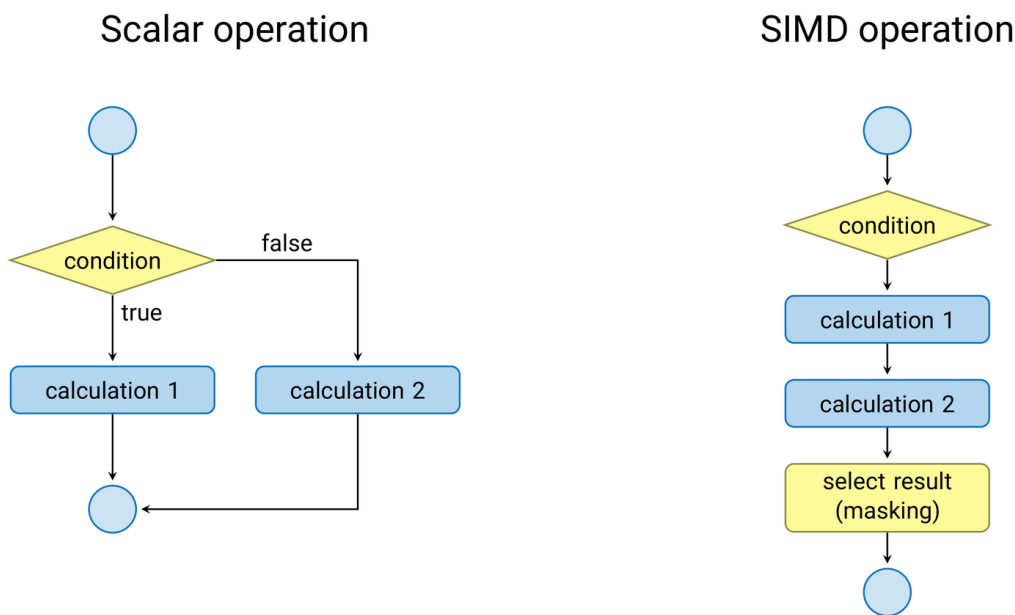 Scalar operation
SIMD operation
condition
false
true
calculation 1
calculation 2
condition
calculation 1
calculation 2
select result
(masking)